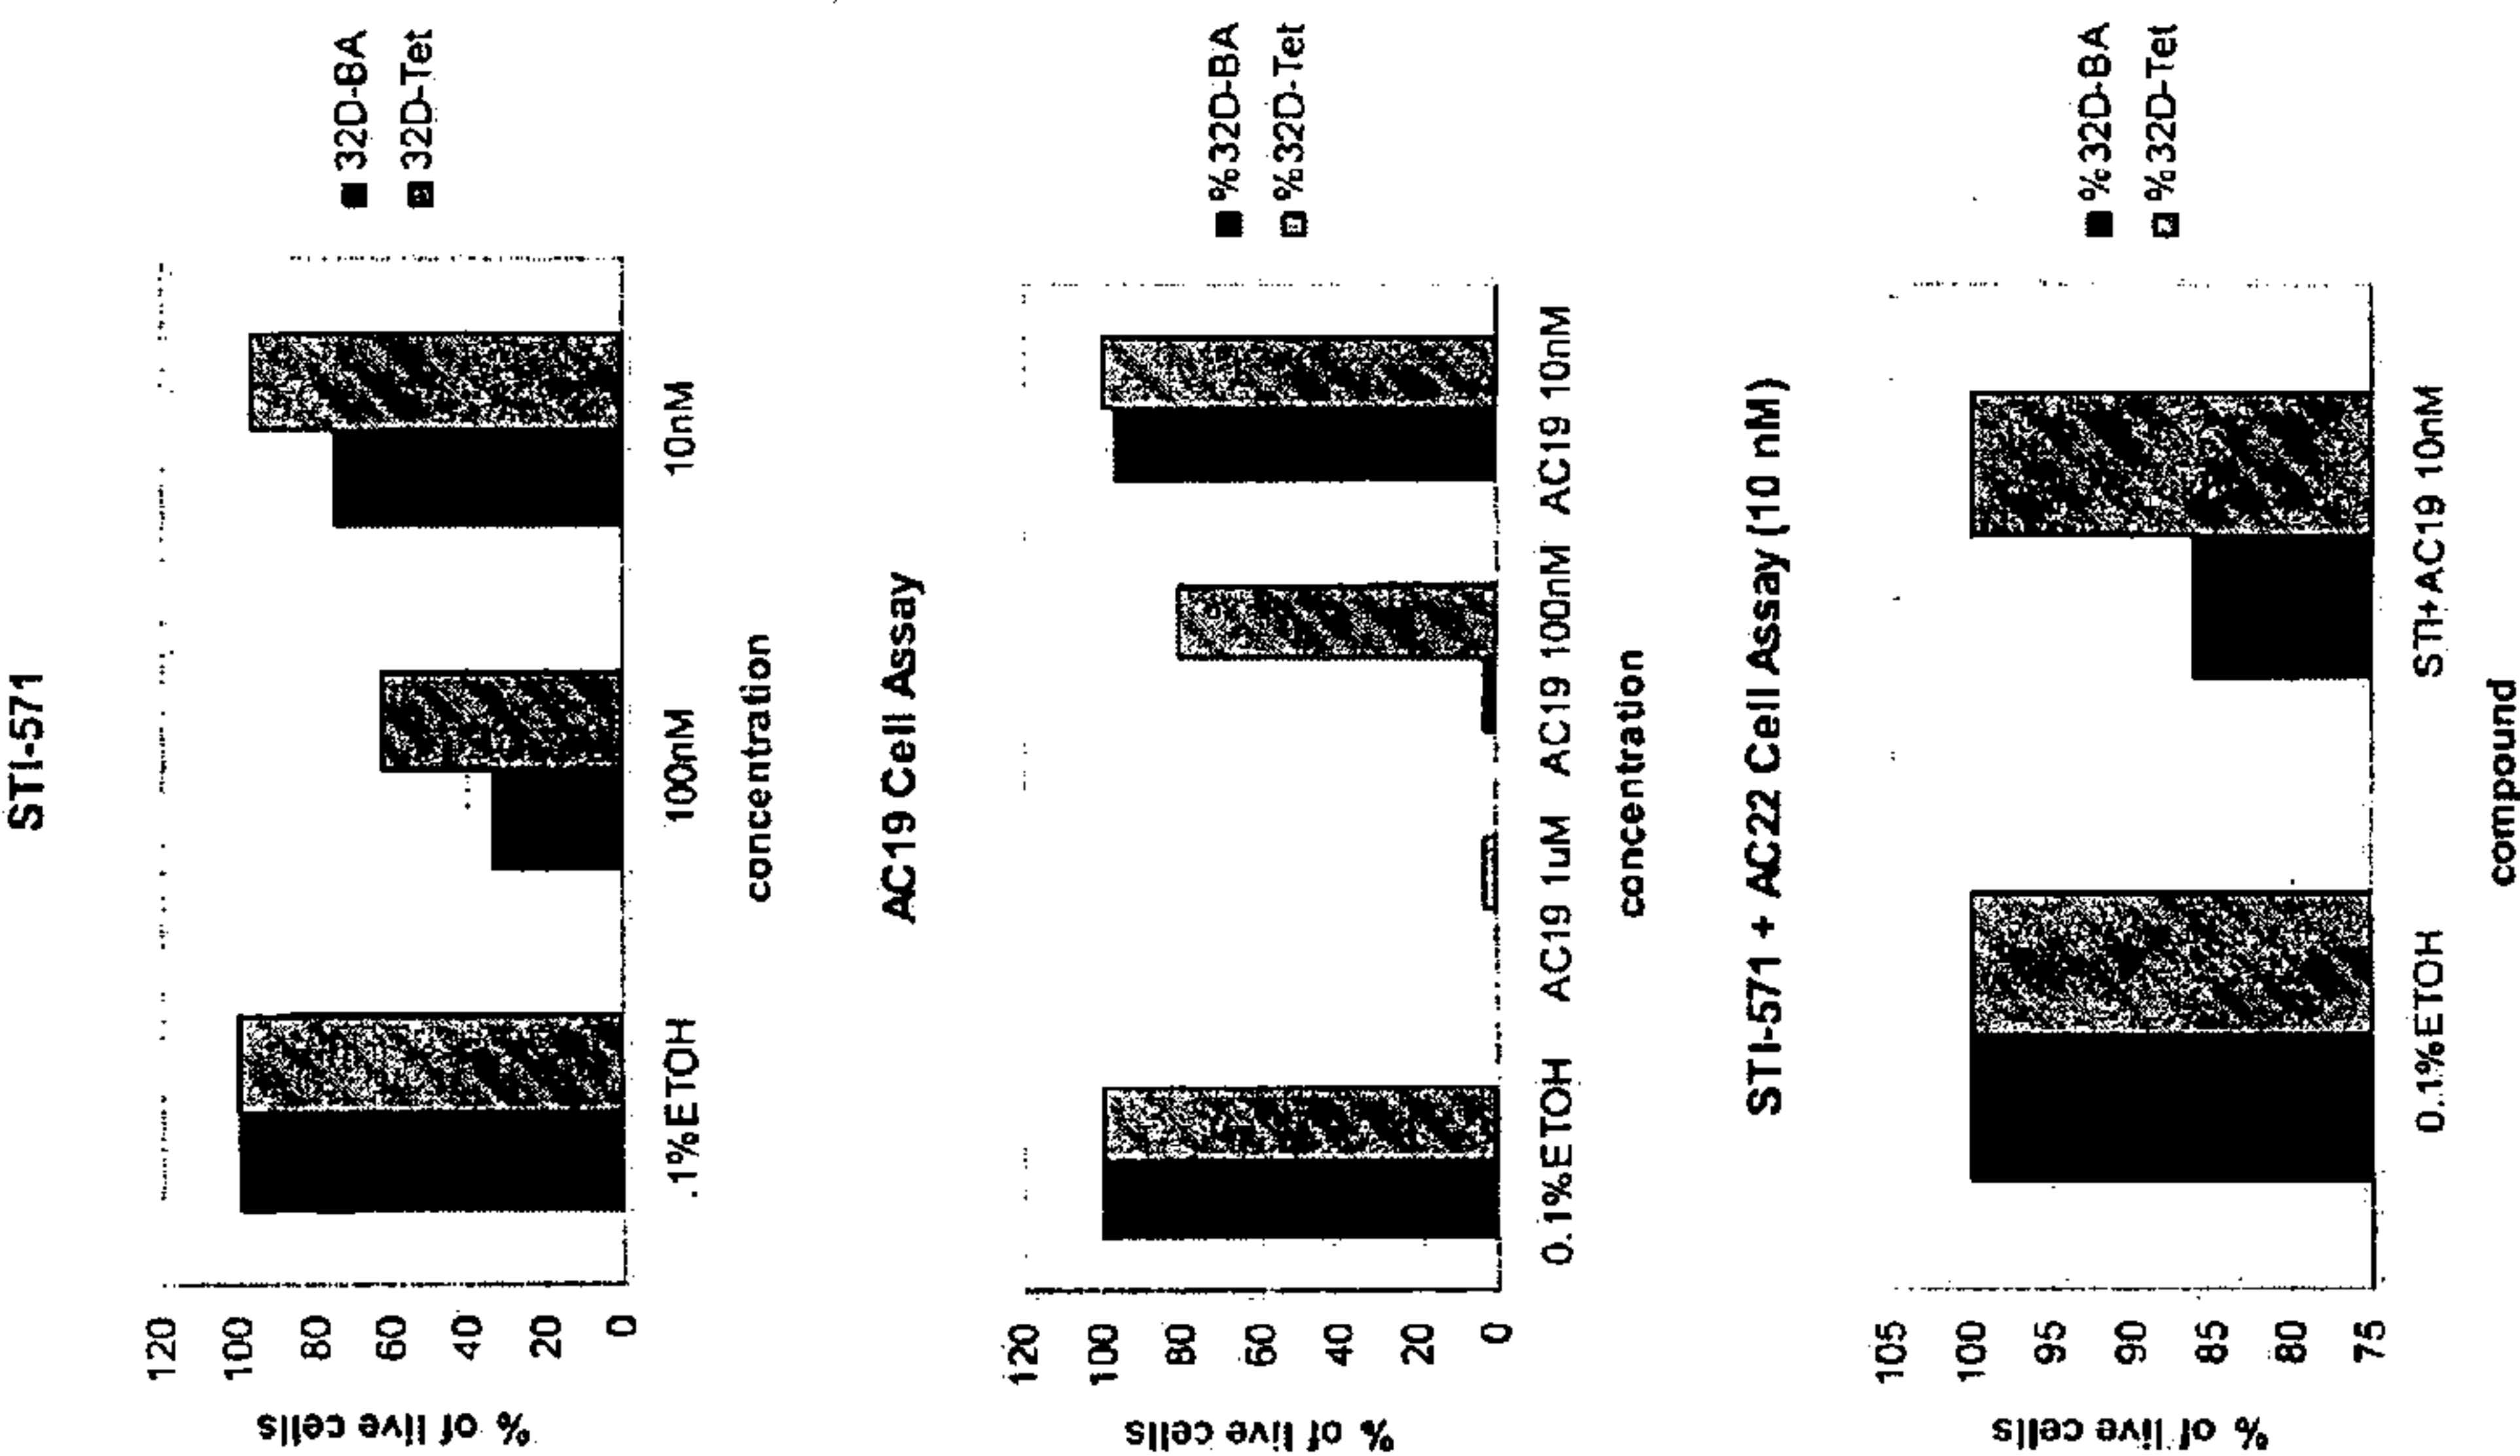 STI-571
% of live cells
120
100
80
60
40
20
0
.1%ETOH
100nM
10nM
concentration
32D-BA
32D-Tet
AC19 Cell Assay
% of live cells
120
100
80
60
40
20
0
0.1%ETOH AC19 1uM AC19 100nM AC19 10nM
concentration
%32D-BA
%32D-Tet
STI-571 + AC22 Cell Assay (10 nM)
% of live cells
105
100
95
90
85
80
75
0.1%ETOH
STI+AC19 10nM
compound
%32D-BA
%32D-Tet